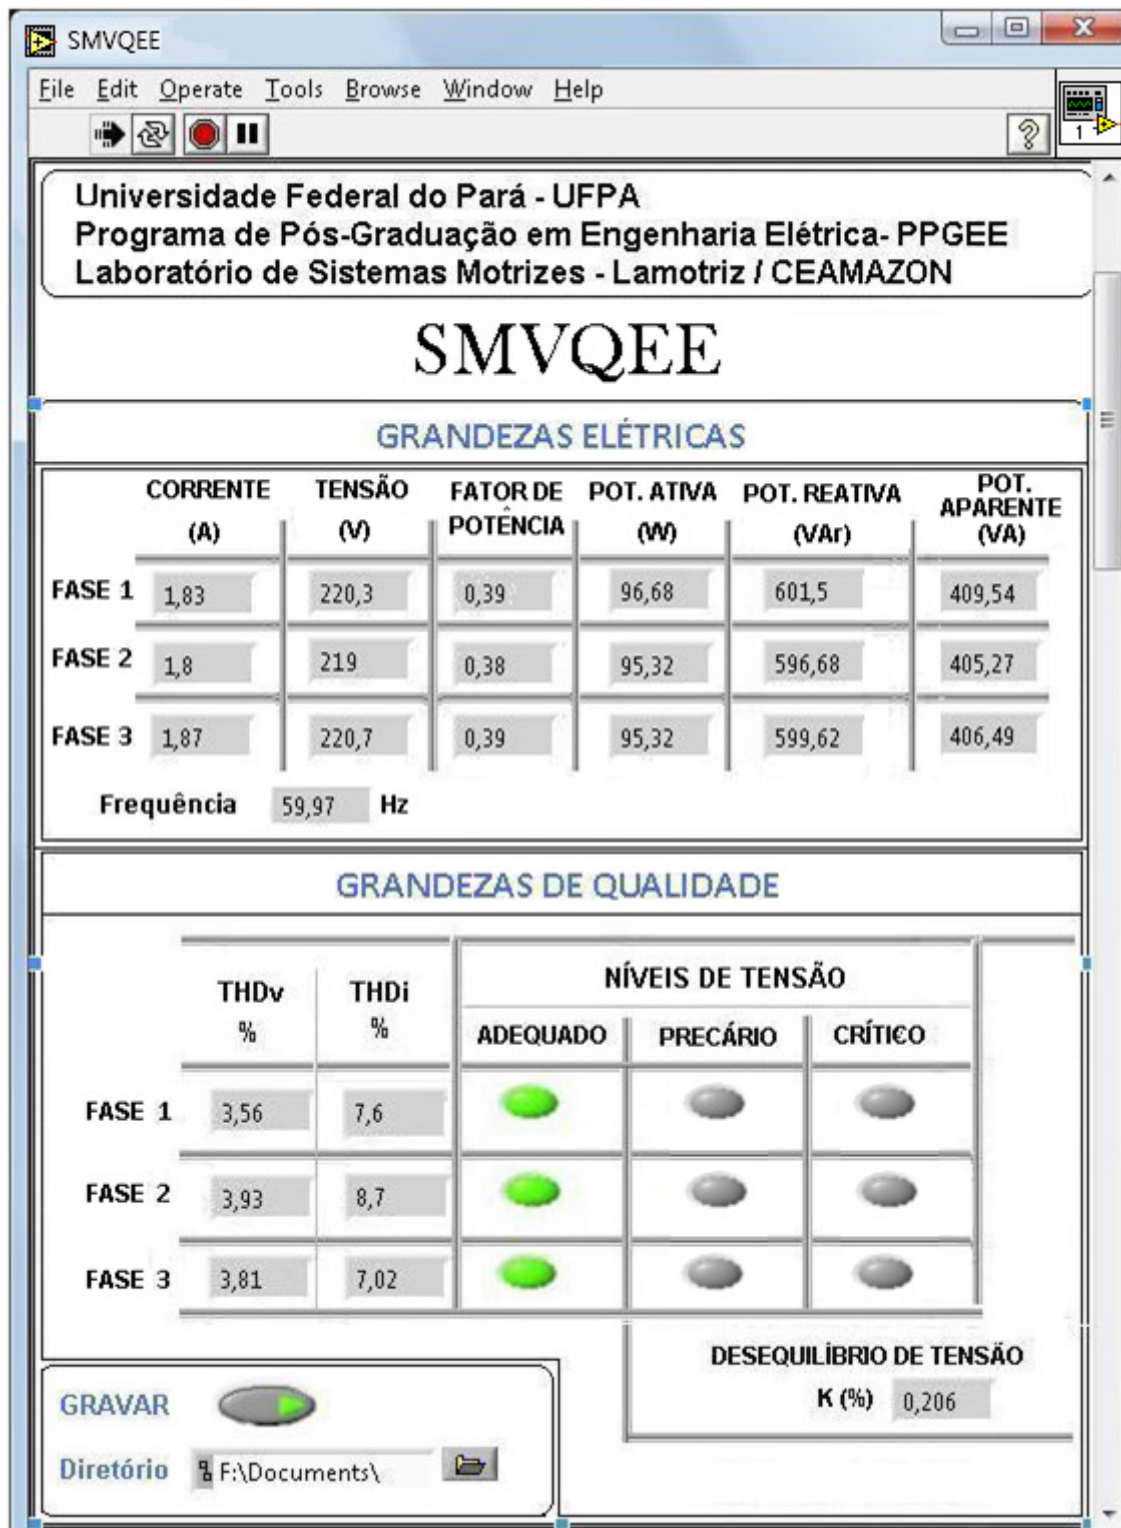 SMVQEE
File Edit Operate Tools Browse Window Help
1
Universidade Federal do Pará - UFPA
Programa de Pós-Graduação em Engenharia Elétrica- PPGEE
Laboratório de Sistemas Motrizes - Lamotriz / CEAMAZON
SMVQEE
GRANDEZAS ELÉTRICAS
CORRENTE (A) TENSÃO (V) FATOR DE POTÊNCIA POT. ATIVA (W) POT. REATIVA (VAr) POT. APARENTE (VA)
FASE 1 1,83 220,3 0,39 96,68 601,5 409,54
FASE 2 1,8 219 0,38 95,32 596,68 405,27
FASE 3 1,87 220,7 0,39 95,32 599,62 406,49
Frequência 59,97 Hz
GRANDEZAS DE QUALIDADE
THDv % THDi % NÍVEIS DE TENSÃO
ADEQUADO PRECÁRIO CRÍTICO
FASE 1 3,56 7,6
FASE 2 3,93 8,7
FASE 3 3,81 7,02
DESEQUILÍBRIO DE TENSÃO
K (%) 0,206
GRAVAR
Diretório F:\Documents\